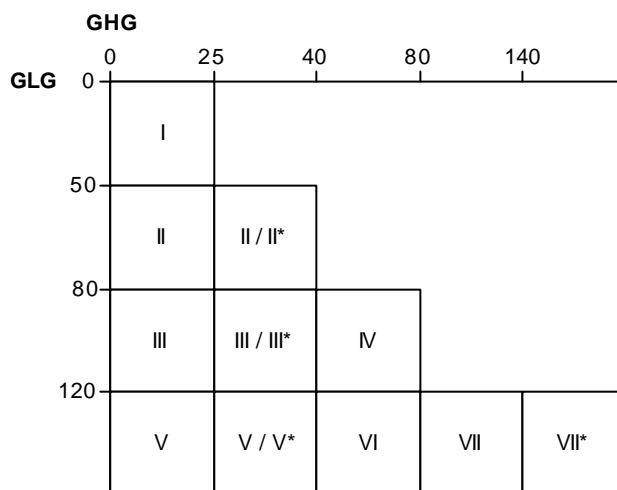 GHG
0 25 40 80 140
GLG 0
I
50
II II / II*
80
III III / III* IV
120
V V / V* VI VII VII*